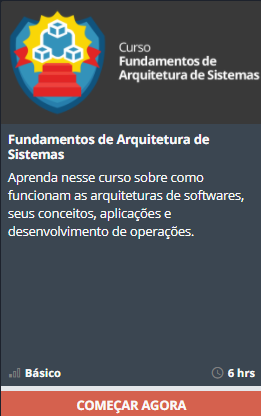 Curso
Fundamentos de
Arquitetura de Sistemas
Fundamentos de Arquitetura de
Sistemas
Aprenda nesse curso sobre como
funcionam as arquiteturas de softwares,
seus conceitos, aplicações e
desenvolvimento de operações.
Básico
6 hrs
COMEÇAR AGORA